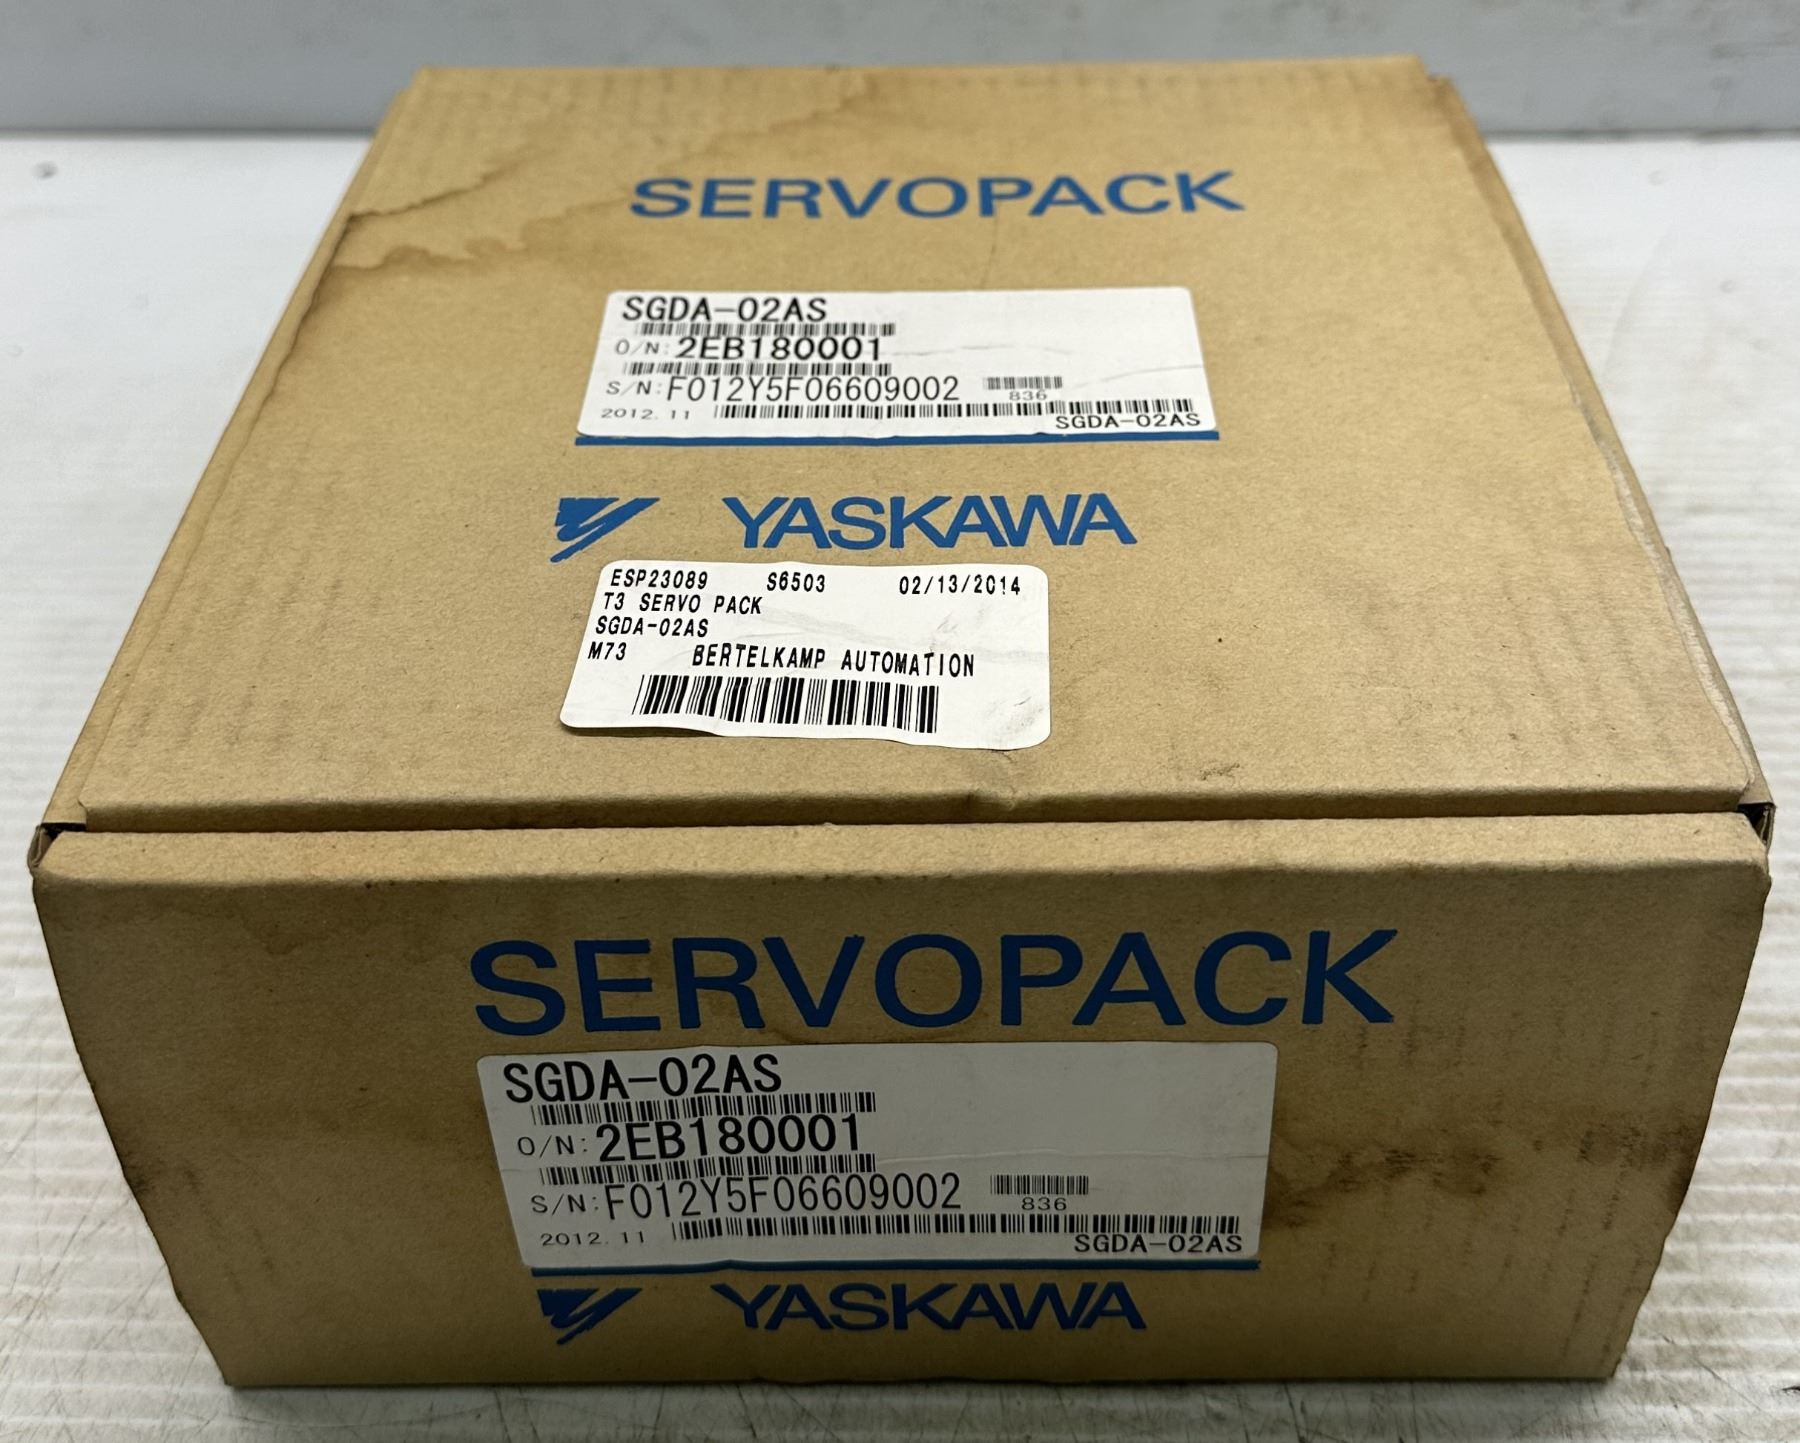 SERVOPACK
SGDA-02AS
O/N: 2EB180001
S/N: F012Y5F06609002 836
2012. 11 SGDA-02AS
YASKAWA
ESP23089 S6503 02/13/2014
T3 SERVO PACK
SGDA-02AS
M73 BERTELKAMP AUTOMATION
SERVOPACK
SGDA-02AS
O/N: 2EB180001
S/N: F012Y5F06609002 836
2012. 11 SGDA-02AS
YASKAWA